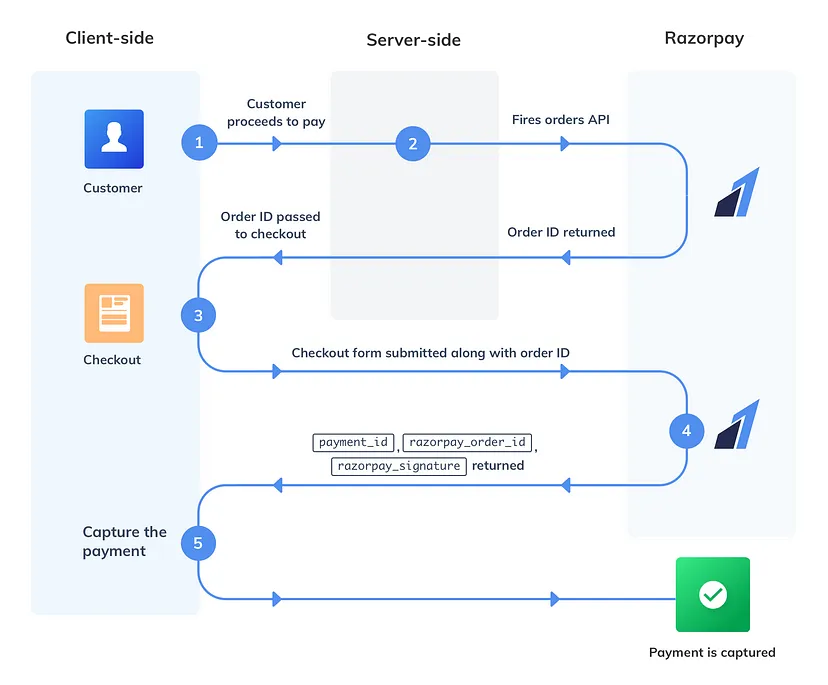 Client-side
Server-side
Razorpay
Customer
proceeds to pay
Fires orders API
1
2
Customer
Order ID passed
to checkout
Order ID returned
3
Checkout
Checkout form submitted along with order ID
4
payment_id , razorpay_order_id ,
razorpay_signature returned
Capture the
payment
5
Payment is captured